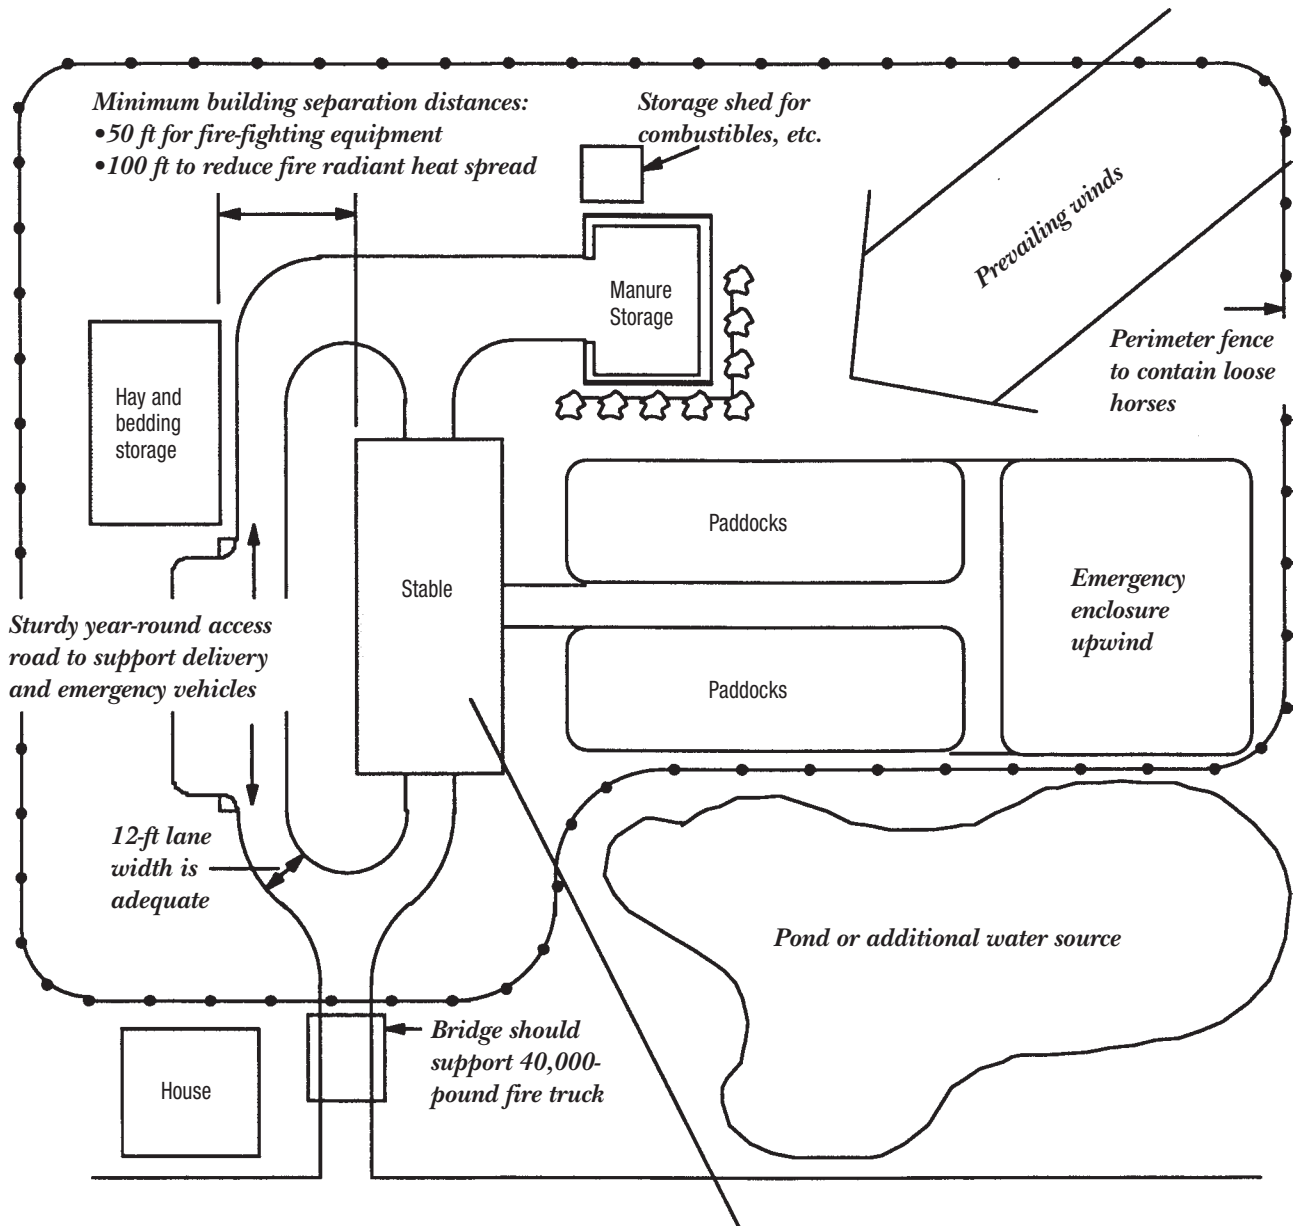 Minimum building separation distances:
•50 ft for fire-fighting equipment
•100 ft to reduce fire radiant heat spread
Storage shed for
combustibles, etc.
Prevailing winds
Manure
Storage
Perimeter fence
to contain loose
horses
Hay and
bedding
storage
Paddocks
Stable
Emergency
enclosure
upwind
Sturdy year-round access
road to support delivery
and emergency vehicles
Paddocks
12-ft lane
width is
adequate
Pond or additional water source
Bridge should
support 40,000-
pound fire truck
House